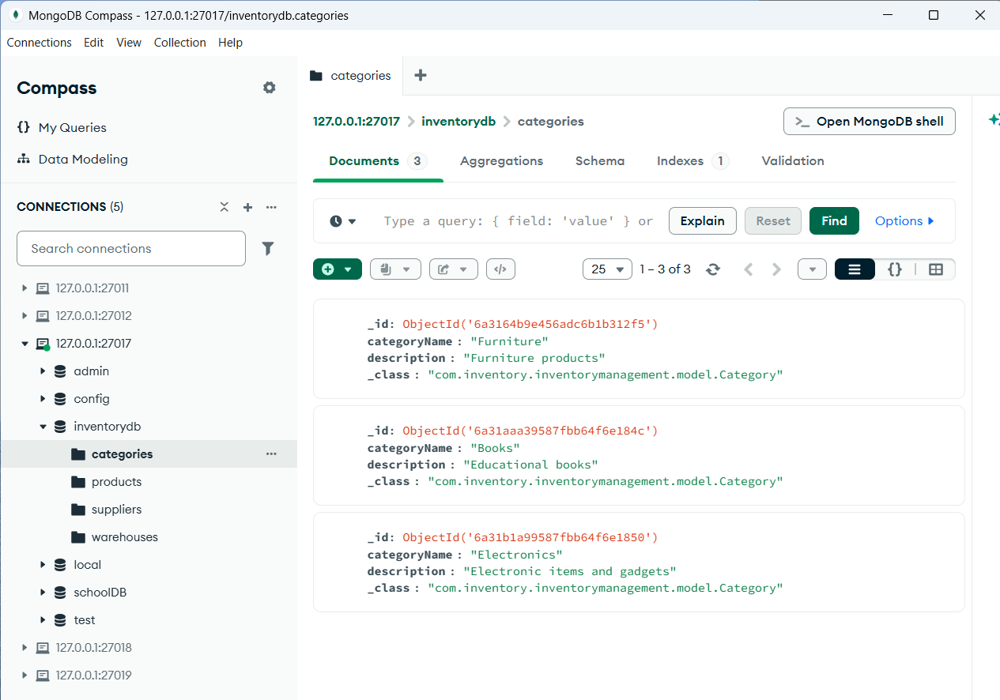 MongoDB Compass - 127.0.0.1:27017/inventorydb.categories
Connections Edit View Collection Help
Compass
My Queries
Data Modeling
CONNECTIONS (5)
Search connections
127.0.0.1:27011
127.0.0.1:27012
127.0.0.1:27017
admin
config
inventorydb
categories
products
suppliers
warehouses
local
schoolDB
test
127.0.0.1:27018
127.0.0.1:27019
categories
127.0.0.1:27017 > inventorydb > categories
>_ Open MongoDB shell
Documents 3 Aggregations Schema Indexes 1 Validation
Type a query: { field: 'value' } or Explain Reset Find Options
25 1 – 3 of 3
_id: ObjectId('6a3164b9e456adc6b1b312f5')
categoryName : "Furniture"
description : "Furniture products"
_class : "com.inventory.inventorymanagement.model.Category"
_id: ObjectId('6a31aaa39587fbb64f6e184c')
categoryName : "Books"
description : "Educational books"
_class : "com.inventory.inventorymanagement.model.Category"
_id: ObjectId('6a31b1a99587fbb64f6e1850')
categoryName : "Electronics"
description : "Electronic items and gadgets"
_class : "com.inventory.inventorymanagement.model.Category"